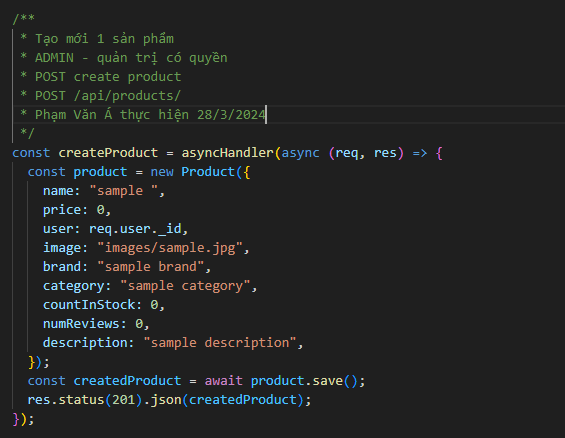 /**
 * Tạo mới 1 sản phẩm
 * ADMIN - quản trị có quyền
 * POST create product
 * POST /api/products/
 * Phạm Văn Á thực hiện 28/3/2024
 */
const createProduct = asyncHandler(async (req, res) => {
  const product = new Product({
    name: "sample ",
    price: 0,
    user: req.user._id,
    image: "images/sample.jpg",
    brand: "sample brand",
    category: "sample category",
    countInStock: 0,
    numReviews: 0,
    description: "sample description",
  });
  const createdProduct = await product.save();
  res.status(201).json(createdProduct);
});